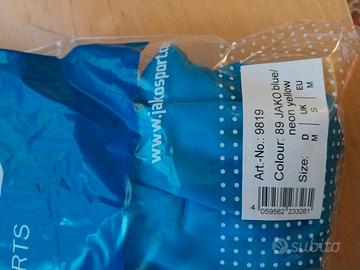 www.jakosport.co
Art.-No.: 9819
Colour: 89 JAKO blue/
neon yellow
Size:
D UK EU
M S M
4 059562 233261
RTS
subito